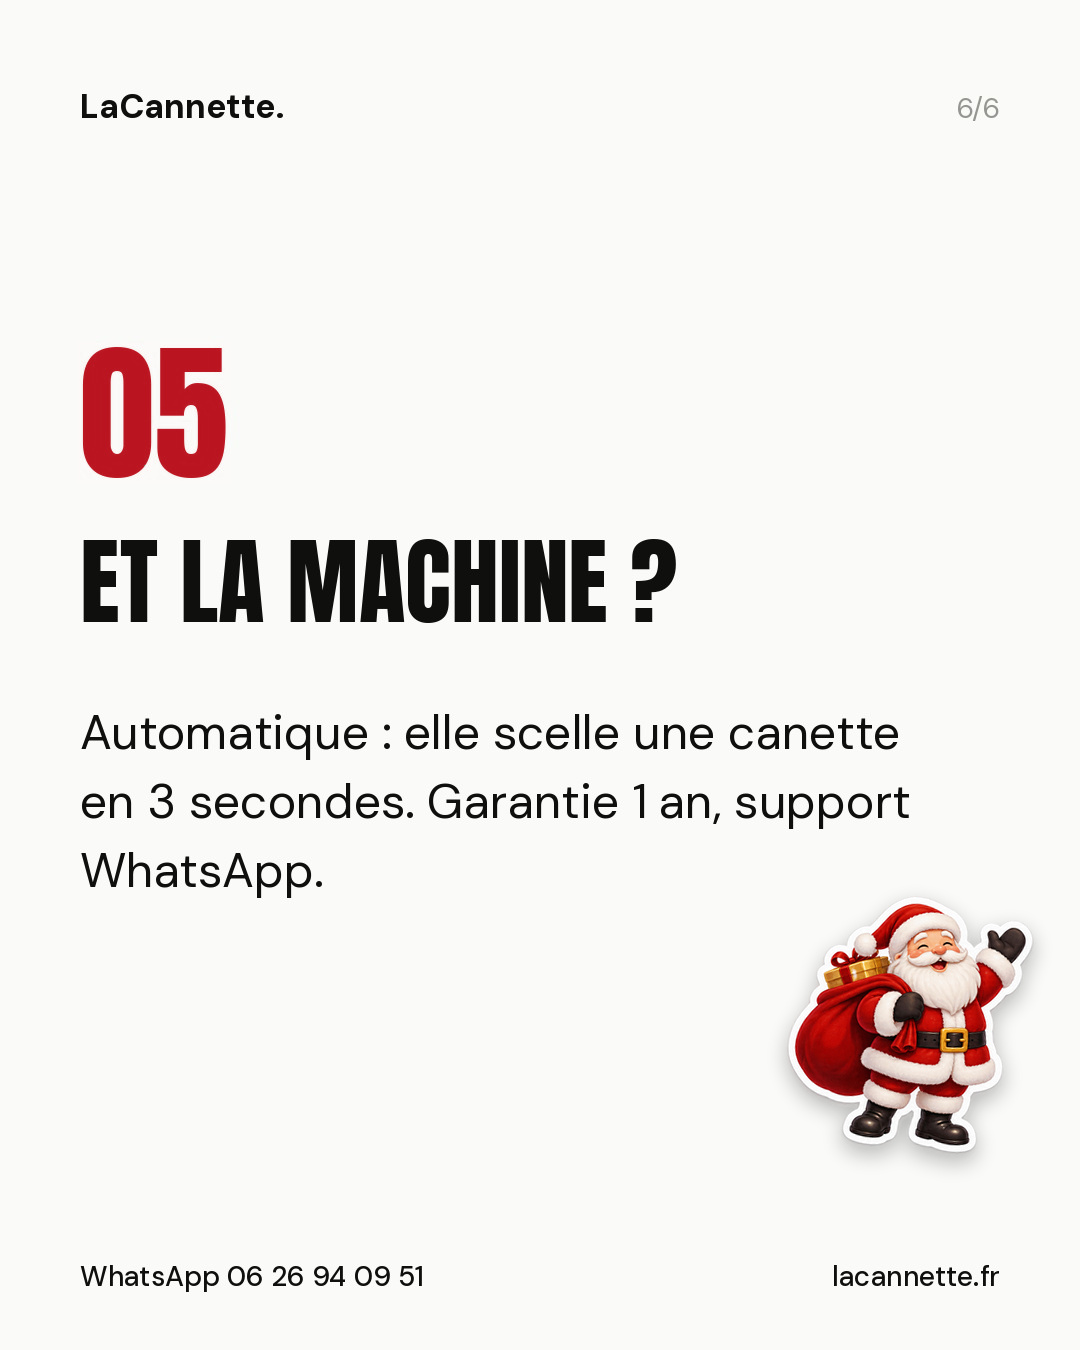 LaCannette.
6/6
05
ET LA MACHINE ?
Automatique : elle scelle une canette
en 3 secondes. Garantie 1 an, support
WhatsApp.
WhatsApp 06 26 94 09 51
lacannette.fr